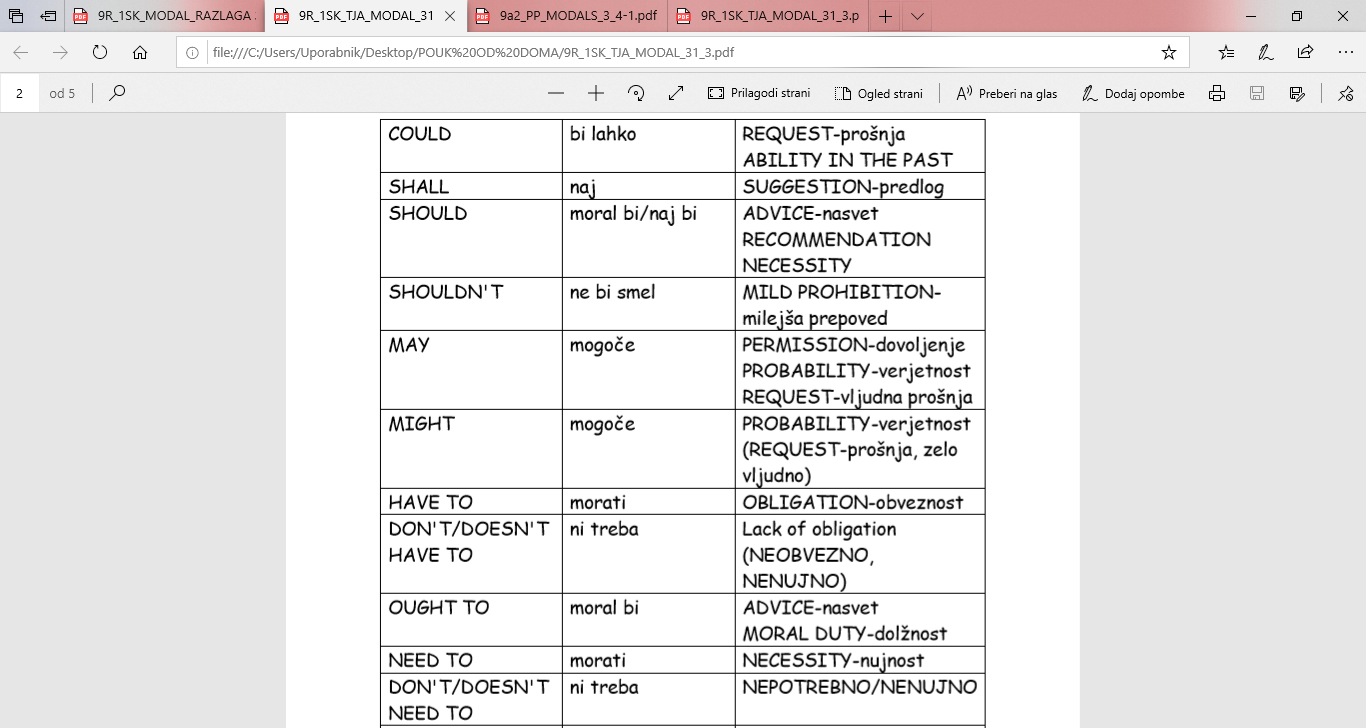 9R_1SK_MODAL_RAZLAGA
9R_1SK_TJA_MODAL_31
9a2_PP_MODALS_3_4-1.pdf
9R_1SK_TJA_MODAL_31_3.p
file:///C:/Users/Uporabnik/Desktop/POUK%20OD%20DOMA/9R_1SK_TJA_MODAL_31_3.pdf
2 od 5 Prilagodi strani Ogled strani Preberi na glas Dodaj opombe
COULD bi lahko REQUEST-prošnja
ABILITY IN THE PAST
SHALL naj SUGGESTION-predlog
SHOULD moral bi/naj bi ADVICE-nasvet
RECOMMENDATION
NECESSITY
SHOULDN'T ne bi smel MILD PROHIBITION-
milejša prepoved
MAY mogoče PERMISSION-dovoljenje
PROBABILITY-verjetnost
REQUEST-vljudna prošnja
MIGHT mogoče PROBABILITY-verjetnost
(REQUEST-prošnja, zelo
vljudno)
HAVE TO morati OBLIGATION-obveznost
DON'T/DOESN'T ni treba Lack of obligation
HAVE TO (NEOBVEZNO,
NENUJNO)
OUGHT TO moral bi ADVICE-nasvet
MORAL DUTY-dolžnost
NEED TO morati NECESSITY-nujnost
DON'T/DOESN'T ni treba NEPOTREBNO/NENUJNO
NEED TO